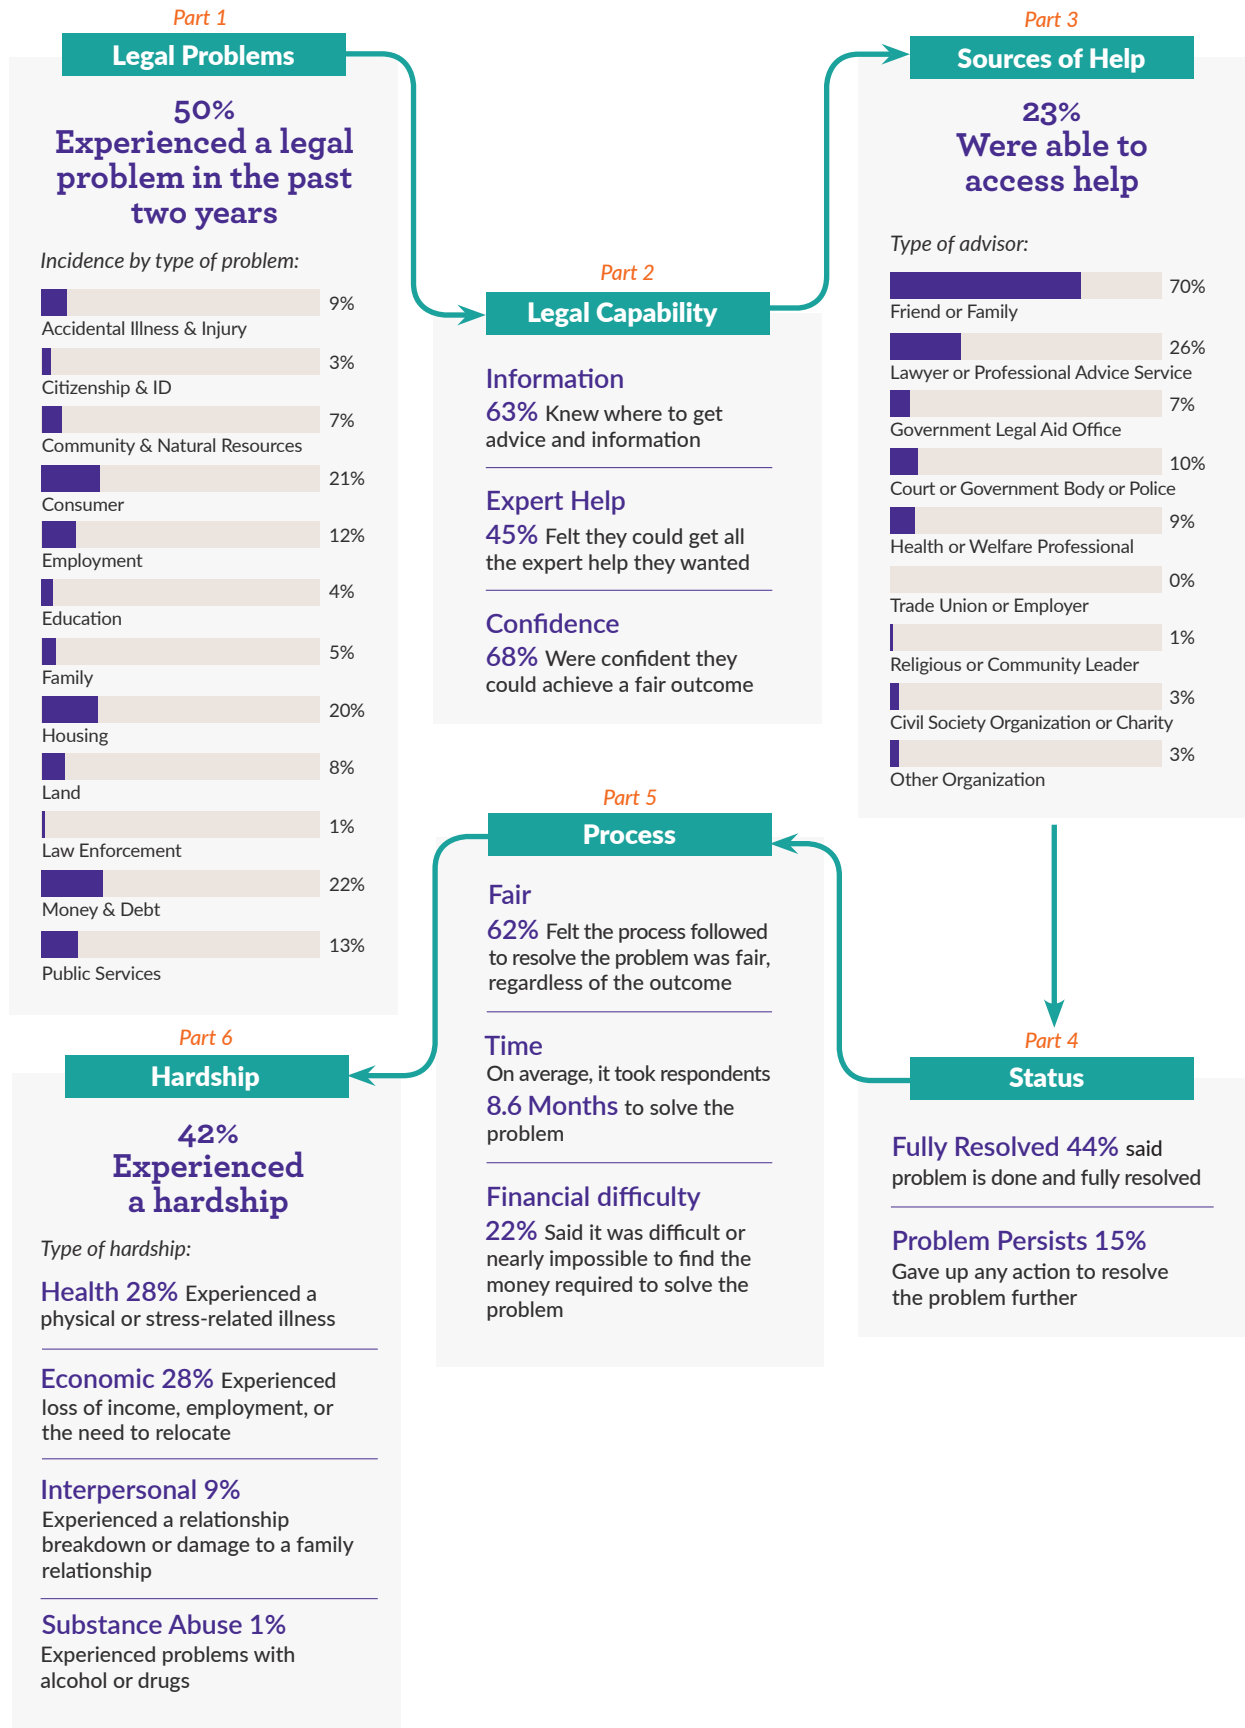 Part 1
Legal Problems
50%
Experienced a legal
problem in the past
two years
Incidence by type of problem:
9%
Accidental Illness & Injury
3%
Citizenship & ID
7%
Community & Natural Resources
21%
Consumer
12%
Employment
4%
Education
5%
Family
20%
Housing
8%
Land
1%
Law Enforcement
22%
Money & Debt
13%
Public Services
Part 2
Legal Capability
Information
63% Knew where to get
advice and information
Expert Help
45% Felt they could get all
the expert help they wanted
Confidence
68% Were confident they
could achieve a fair outcome
Part 3
Sources of Help
23%
Were able to
access help
Type of advisor:
70%
Friend or Family
26%
Lawyer or Professional Advice Service
7%
Government Legal Aid Office
10%
Court or Government Body or Police
9%
Health or Welfare Professional
0%
Trade Union or Employer
1%
Religious or Community Leader
3%
Civil Society Organization or Charity
3%
Other Organization
Part 4
Status
Fully Resolved 44% said
problem is done and fully resolved
Problem Persists 15%
Gave up any action to resolve
the problem further
Part 5
Process
Fair
62% Felt the process followed
to resolve the problem was fair,
regardless of the outcome
Time
On average, it took respondents
8.6 Months to solve the
problem
Financial difficulty
22% Said it was difficult or
nearly impossible to find the
money required to solve the
problem
Part 6
Hardship
42%
Experienced
a hardship
Type of hardship:
Health 28% Experienced a
physical or stress-related illness
Economic 28% Experienced
loss of income, employment, or
the need to relocate
Interpersonal 9%
Experienced a relationship
breakdown or damage to a family
relationship
Substance Abuse 1%
Experienced problems with
alcohol or drugs